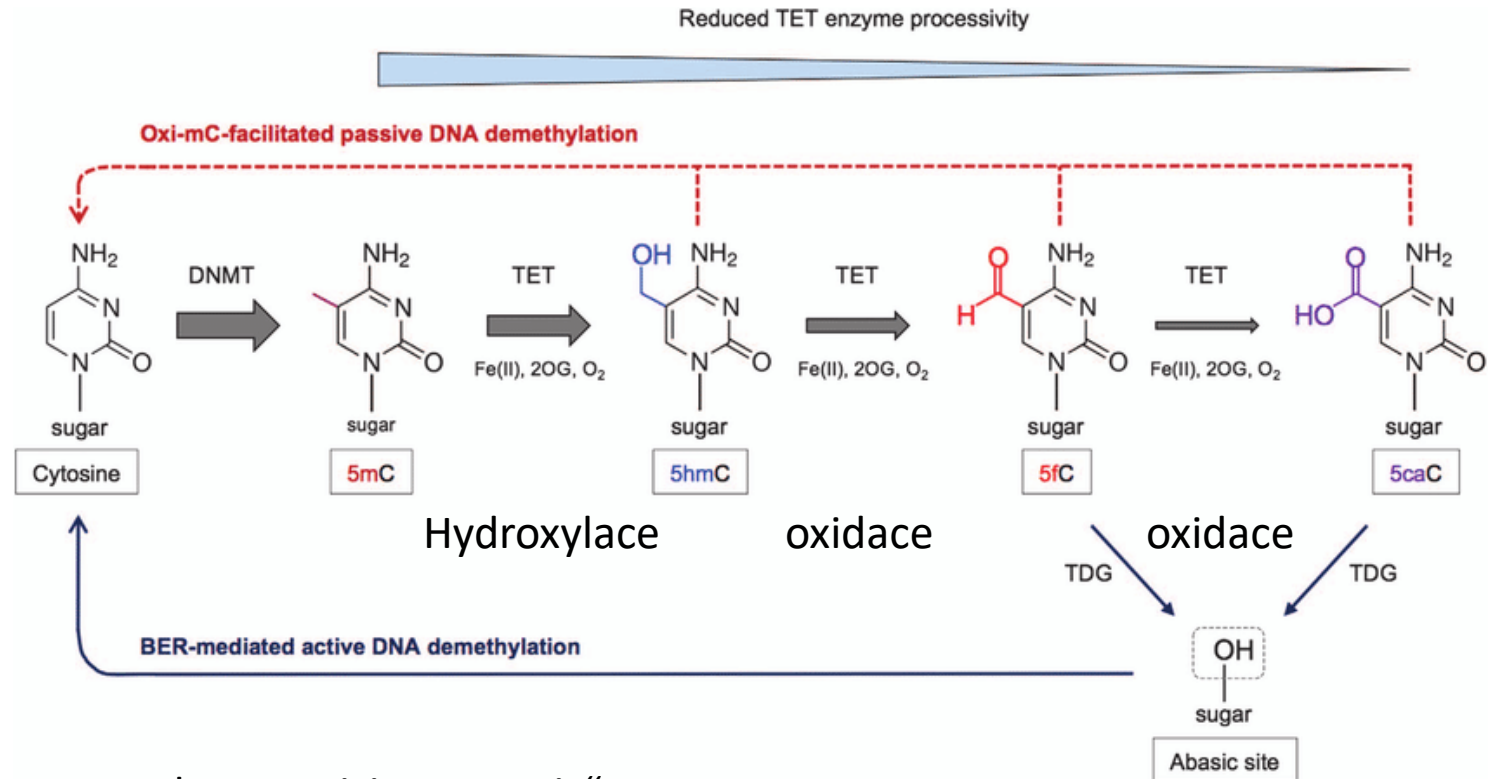 Reduced TET enzyme processivity
Oxi-mC-facilitated passive DNA demethylation
NH₂
N
N
O
sugar
Cytosine
DNMT
NH₂
N
N
O
sugar
5mC
TET
Fe(II), 2OG, O₂
OH
NH₂
N
N
O
sugar
5hmC
TET
Fe(II), 2OG, O₂
O
H
NH₂
N
N
O
sugar
5fC
TET
Fe(II), 2OG, O₂
O
HO
NH₂
N
N
O
sugar
5caC
Hydroxylace
oxidace
oxidace
TDG
TDG
BER-mediated active DNA demethylation
OH
sugar
Abasic site